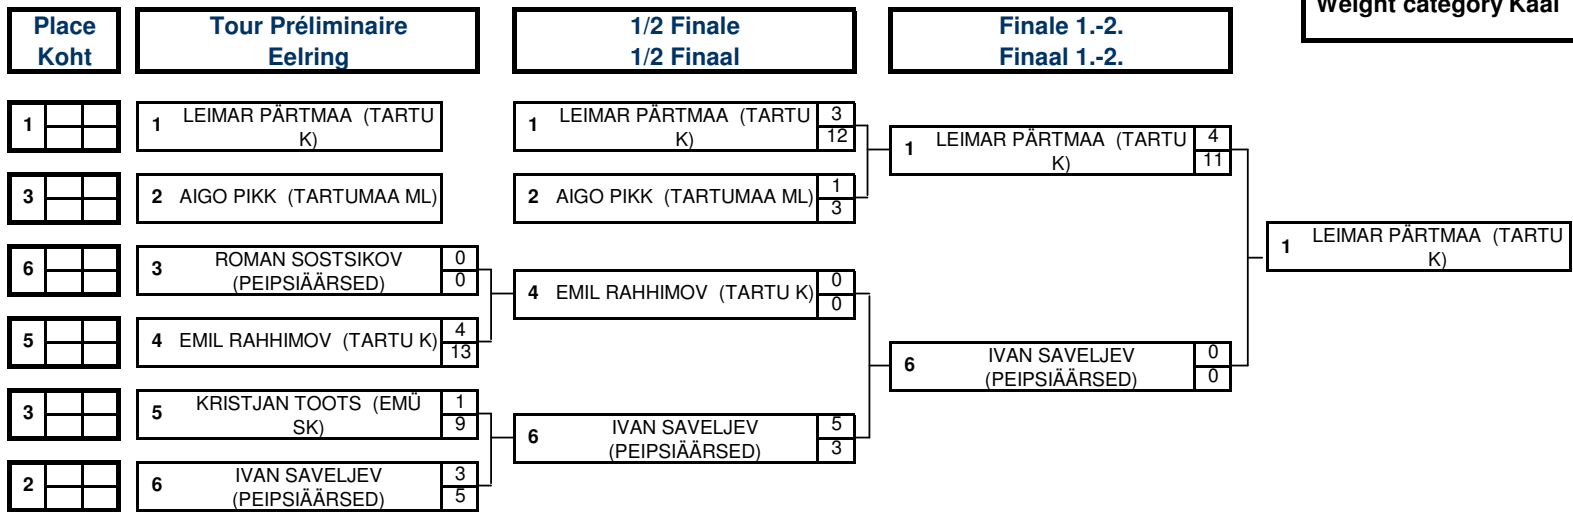 Weight category Kaal
Place
Koht
Tour Préliminaire
Eelring
1/2 Finale
1/2 Finaal
Finale 1.-2.
Finaal 1.-2.
1
1 LEIMAR PÄRTMAA (TARTU
K)
1 LEIMAR PÄRTMAA (TARTU
K)
3
12
1 LEIMAR PÄRTMAA (TARTU
K)
4
11
3
2 AIGO PIKK (TARTUMAA ML)
2 AIGO PIKK (TARTUMAA ML)
1
3
1 LEIMAR PÄRTMAA (TARTU
K)
6
3 ROMAN SOSTSIKOV
(PEIPSIÄÄRSED)
0
0
4 EMIL RAHHIMOV (TARTU K)
0
0
5
4 EMIL RAHHIMOV (TARTU K)
4
13
6 IVAN SAVELJEV
(PEIPSIÄÄRSED)
0
0
3
5 KRISTJAN TOOTS (EMÜ
SK)
1
9
6 IVAN SAVELJEV
(PEIPSIÄÄRSED)
5
3
2
6 IVAN SAVELJEV
(PEIPSIÄÄRSED)
3
5